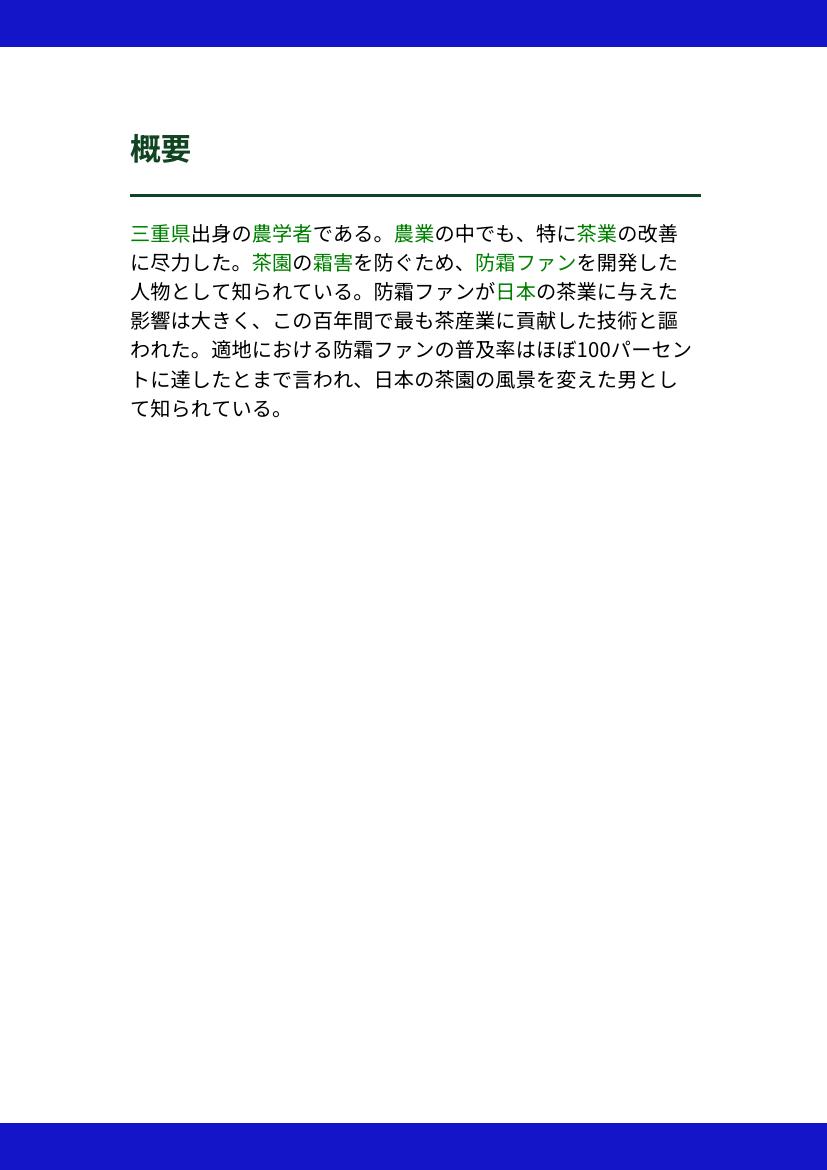 概要
三重県出身の農学者である。農業の中でも、特に茶業の改善
に尽力した。茶園の霜害を防ぐため、防霜ファンを開発した
人物として知られている。防霜ファンが日本の茶業に与えた
影響は大きく、この百年間で最も茶産業に貢献した技術と謳
われた。適地における防霜ファンの普及率はほぼ100パーセン
トに達したとまで言われ、日本の茶園の風景を変えた男とし
て知られている。